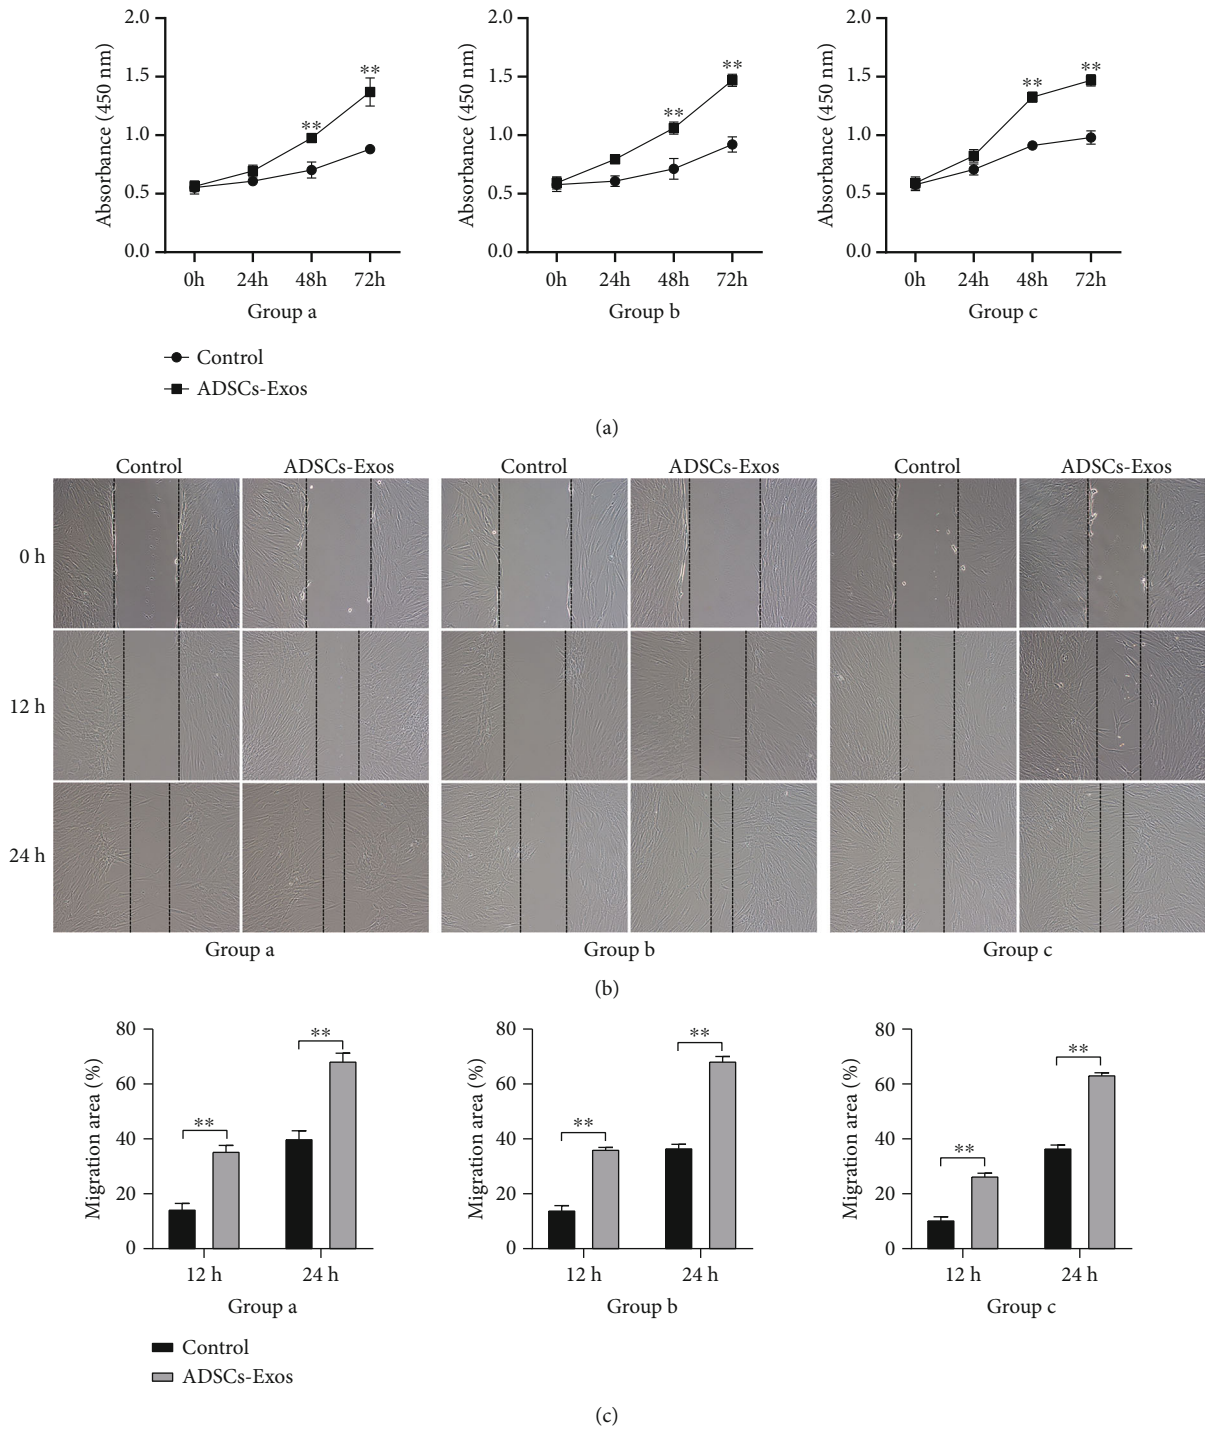 2.0 2.0 2.0
** ** **
Absorbance (450 nm) Absorbance (450 nm) Absorbance (450 nm)
1.5 1.5 1.5
** ** **
1.0 1.0 1.0
0.5 0.5 0.5
0.0 0.0 0.0
0h 24h 48h 72h 0h 24h 48h 72h 0h 24h 48h 72h
Group a Group b Group c
Control
ADSCs-Exos
(a)
Control ADSCs-Exos Control ADSCs-Exos Control ADSCs-Exos
0 h
12 h
24 h
Group a Group b Group c
(b)
80 80 80
** ** **
Migration area (%) Migration area (%) Migration area (%)
60 60 60
** ** **
40 40 40
20 20 20
0 0 0
12 h 24 h 12 h 24 h 12 h 24 h
Group a Group b Group c
Control
ADSCs-Exos
(c)